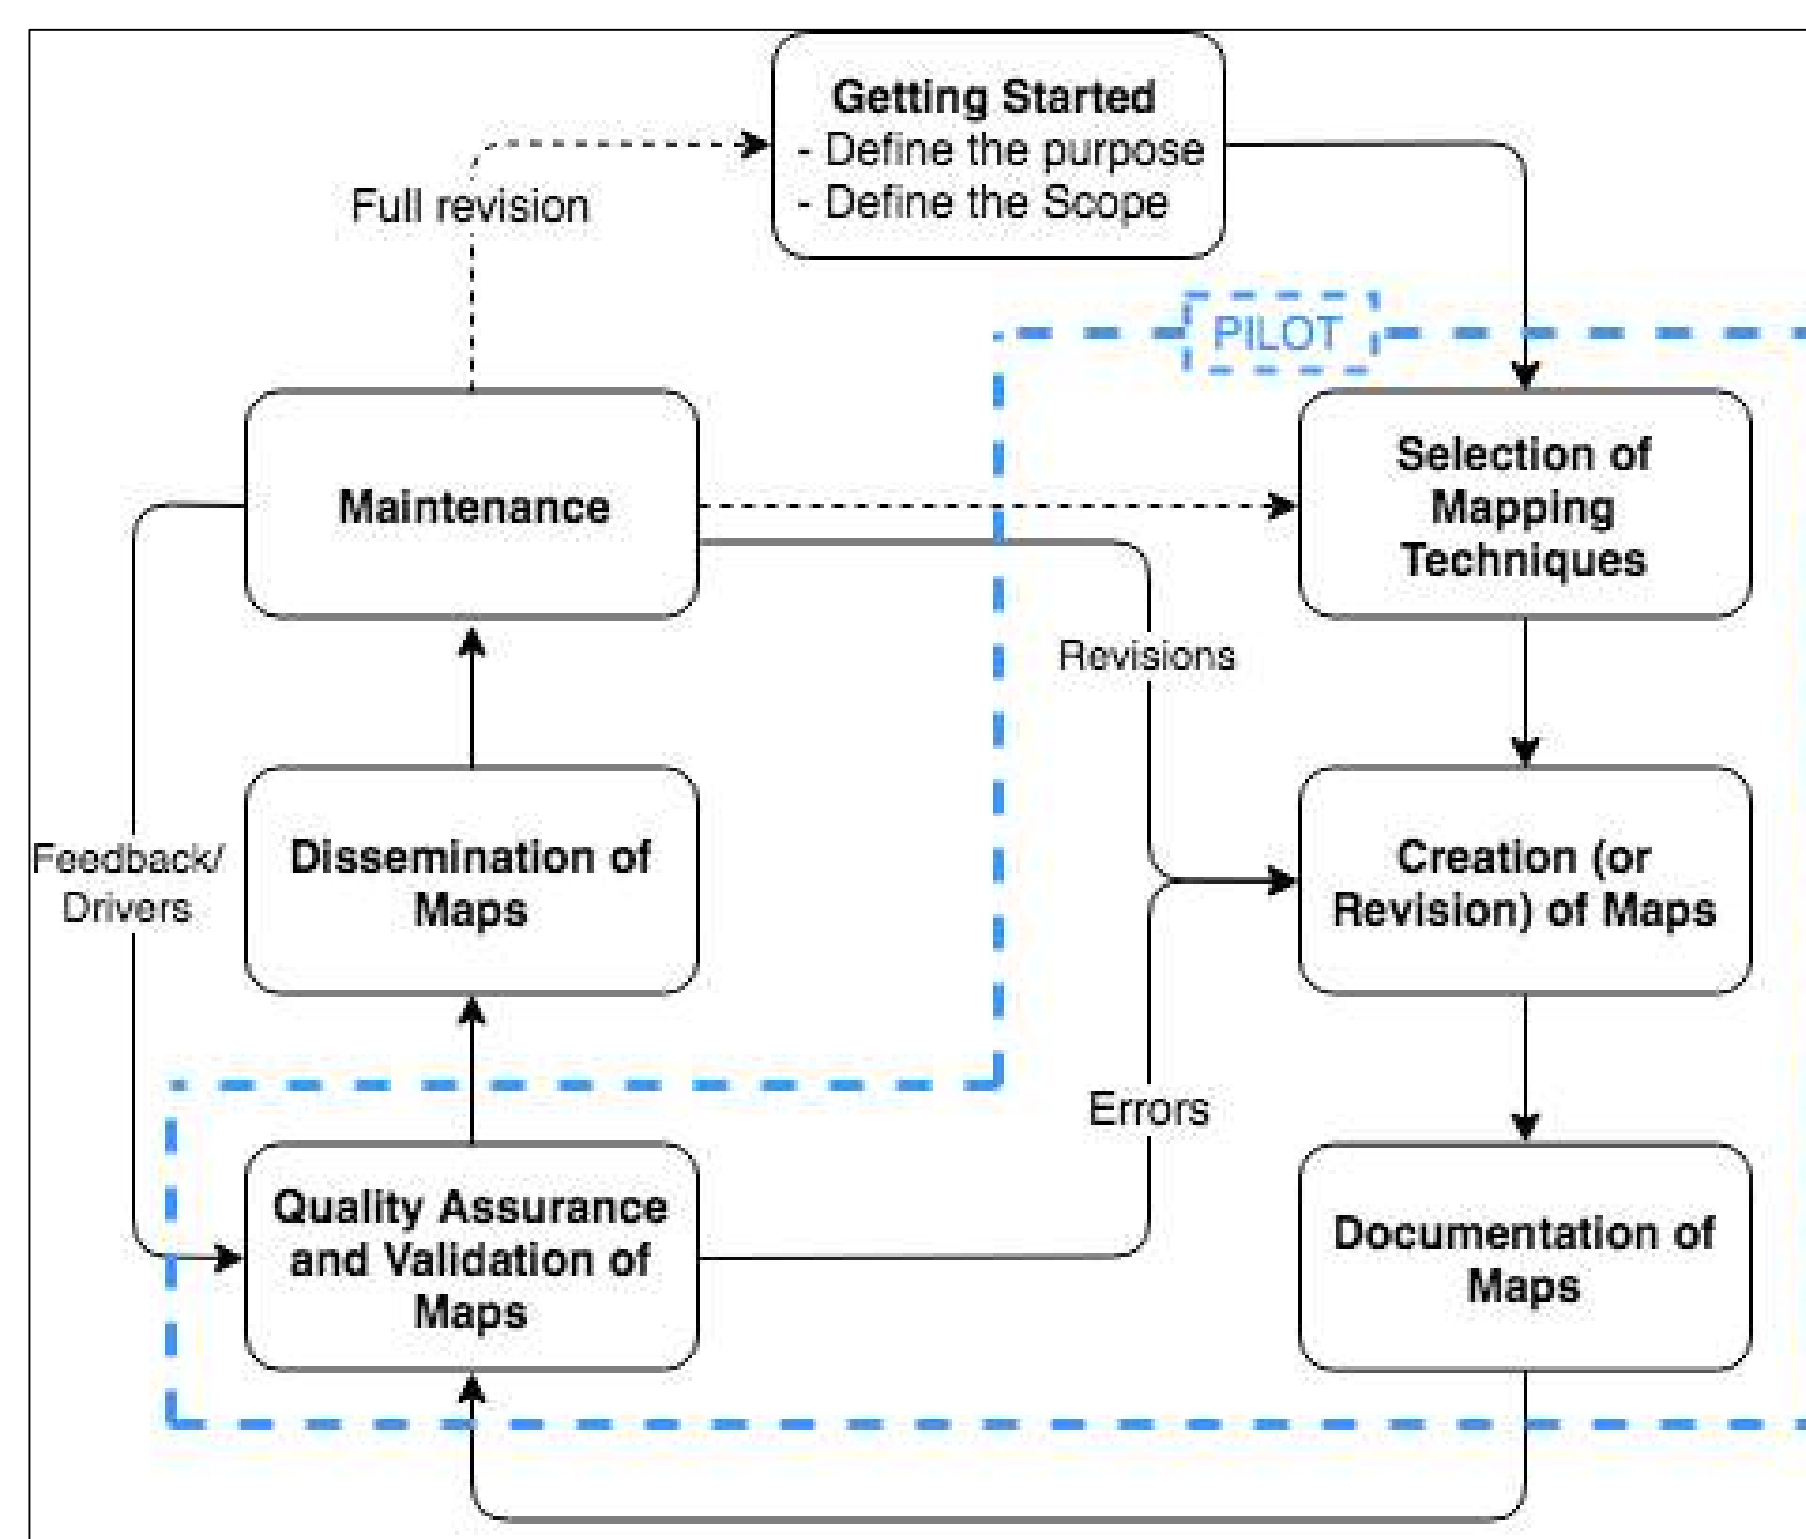 Getting Started
- Define the purpose
- Define the Scope
Full revision
PILOT
Maintenance
Selection of
Mapping
Techniques
Revisions
Feedback/
Drivers
Dissemination of
Maps
Creation (or
Revision) of Maps
Errors
Quality Assurance
and Validation of
Maps
Documentation of
Maps